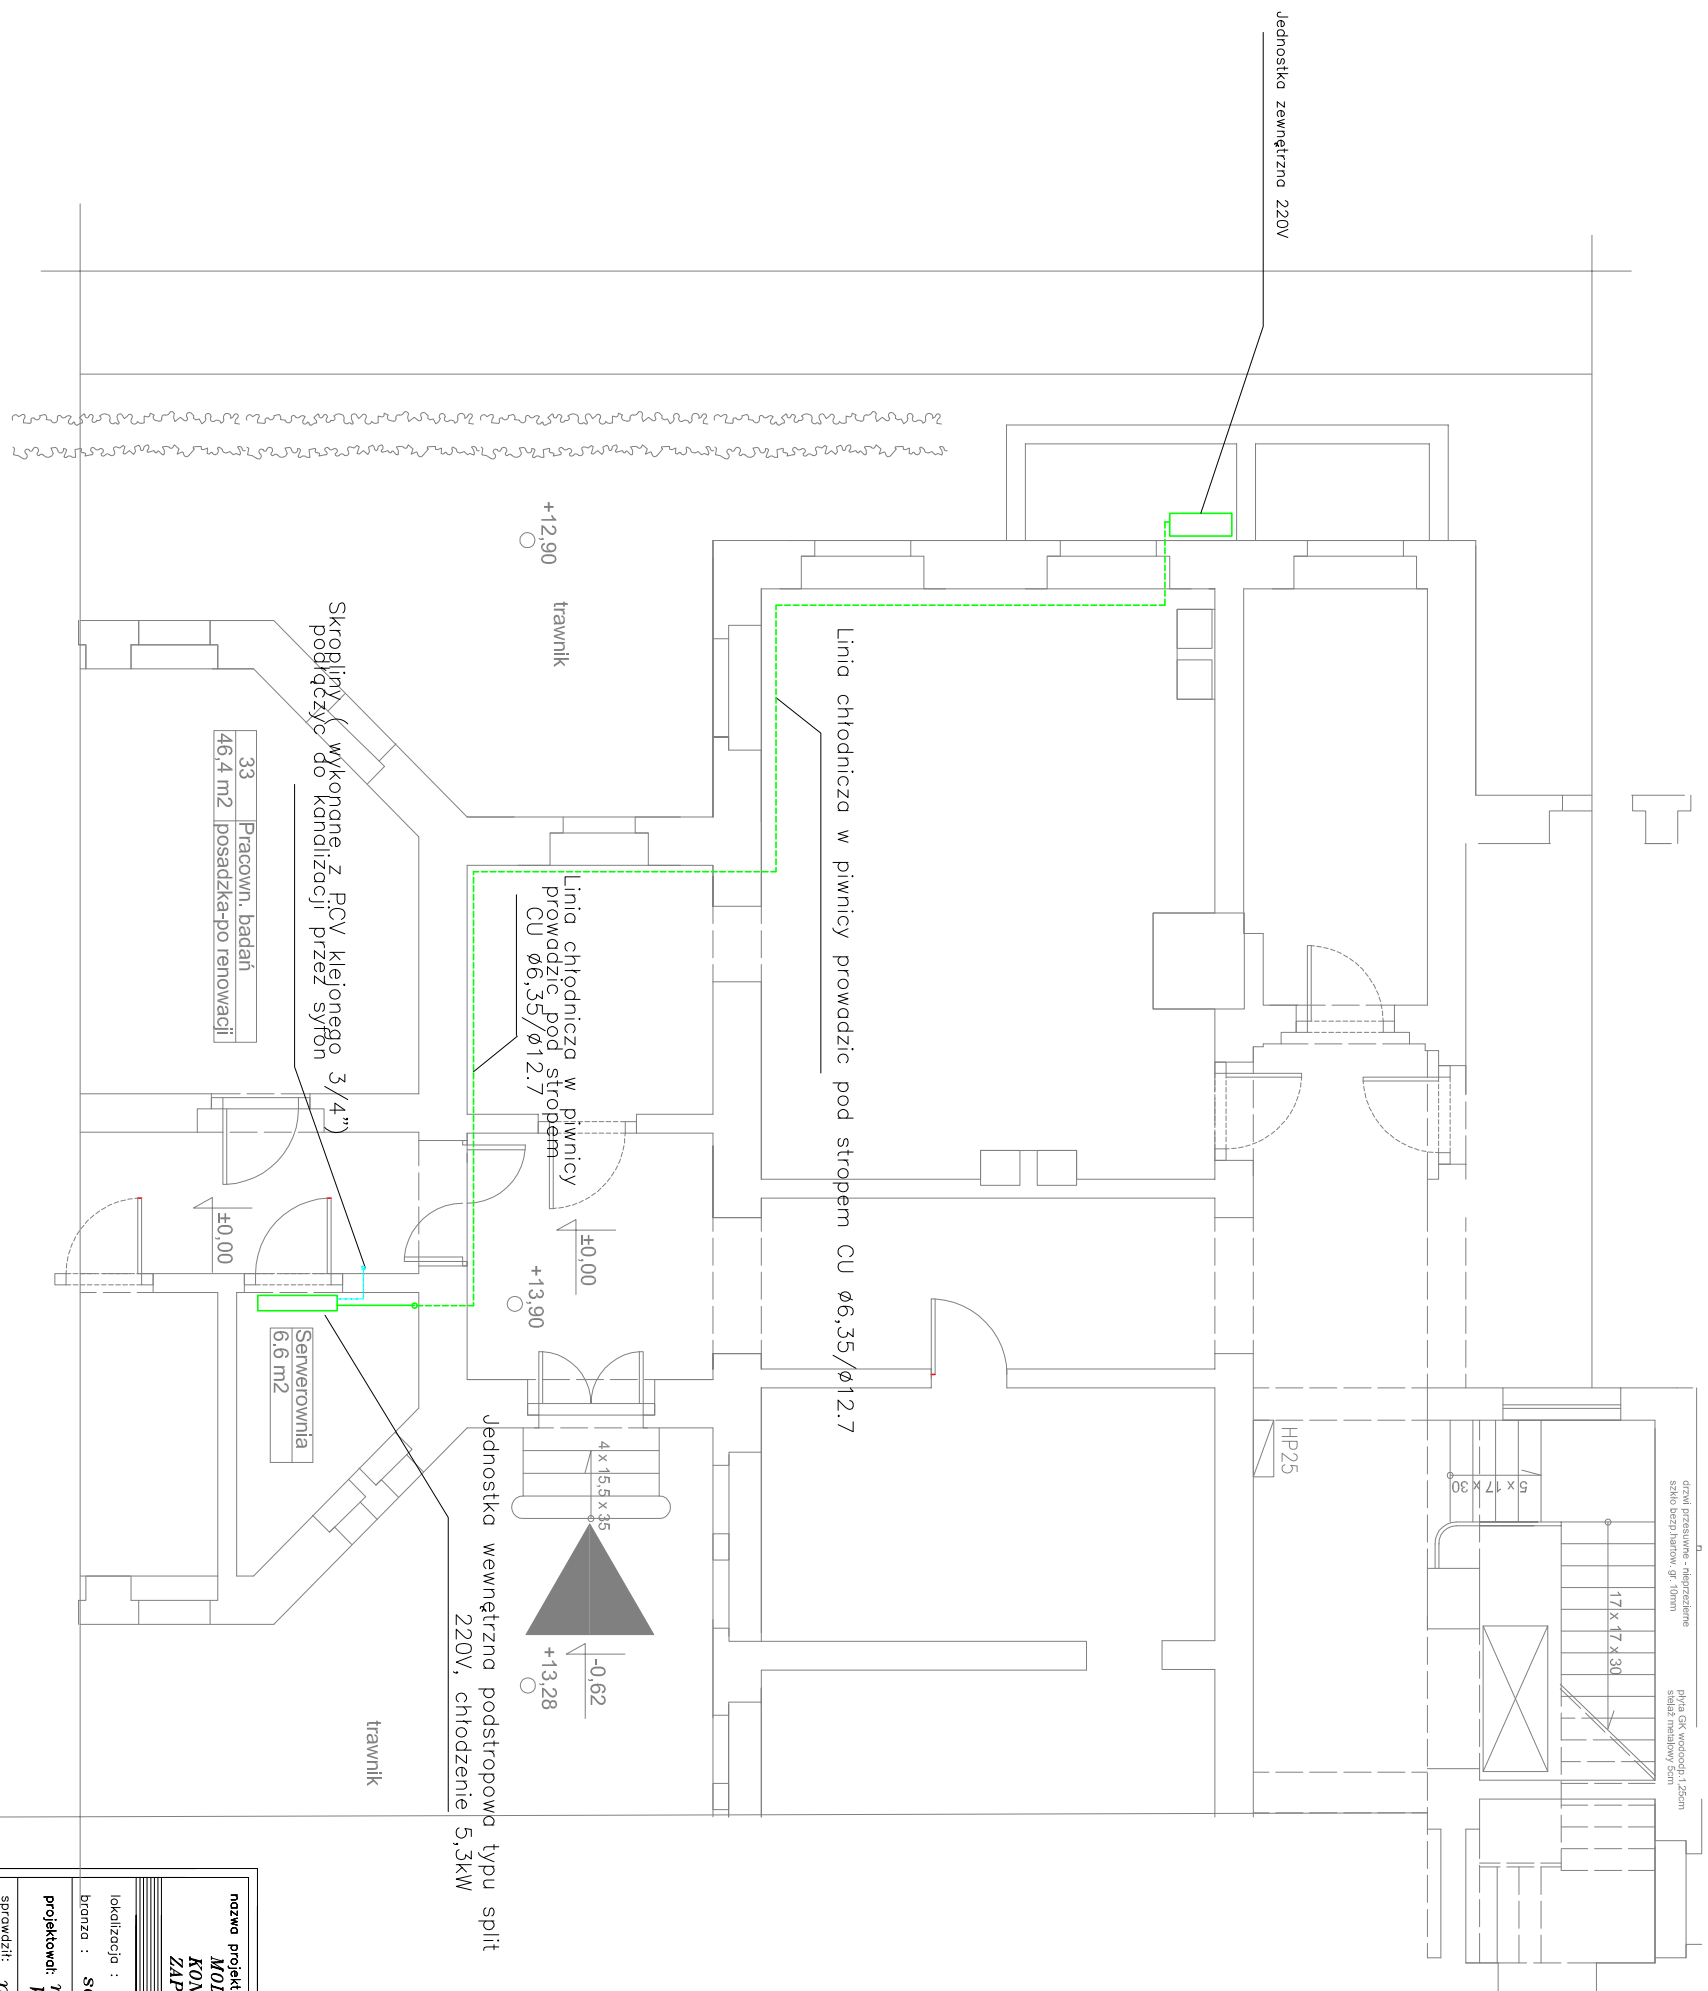 Jednostka zewnętrzna 220V
drzwi przesuwne - nieprzezierne
szkło bezp.hartow. gr. 10mm
płyta GK wodoodp.1,25cm
stelaż metalowy 5cm
17 x 17 x 30
5 x 17 x 30
HP25
Linia chłodnicza w piwnicy prowadzic pod stropem CU ø6,35/ø12.7
+12,90
trawnik
Linia chłodnicza w piwnicy
prowadzic pod stropem
CU ø6,35/ø12.7
±0,00
+13,90
4 x 15,5 x 35
-0,62
+13,28
Jednostka wewnętrzna podstropowa typu split
220V, chłodzenie 5,3kW
trawnik
Skropliny ( wykonane z PCV klejonego 3/4")
podłączyc do kanalizacji przez syfon
33 Pracown. badań
46,4 m2 posadzka-po renowacji
±0,00
Serwerownia
6.6 m2
nazwa projekt
lokalizacja :
branza :
projektował:
sprawdził: